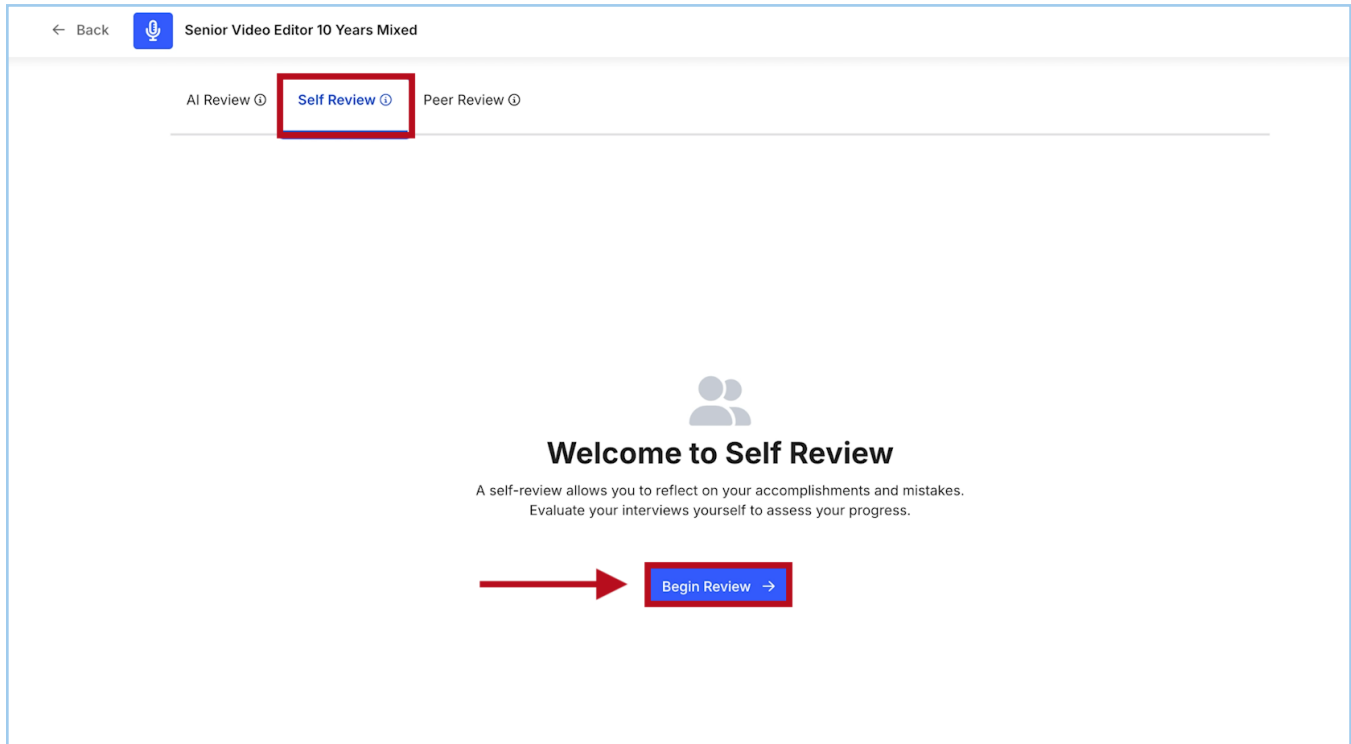 Back
Senior Video Editor 10 Years Mixed
AI Review
Self Review
Peer Review
Welcome to Self Review
A self-review allows you to reflect on your accomplishments and mistakes.
Evaluate your interviews yourself to assess your progress.
Begin Review